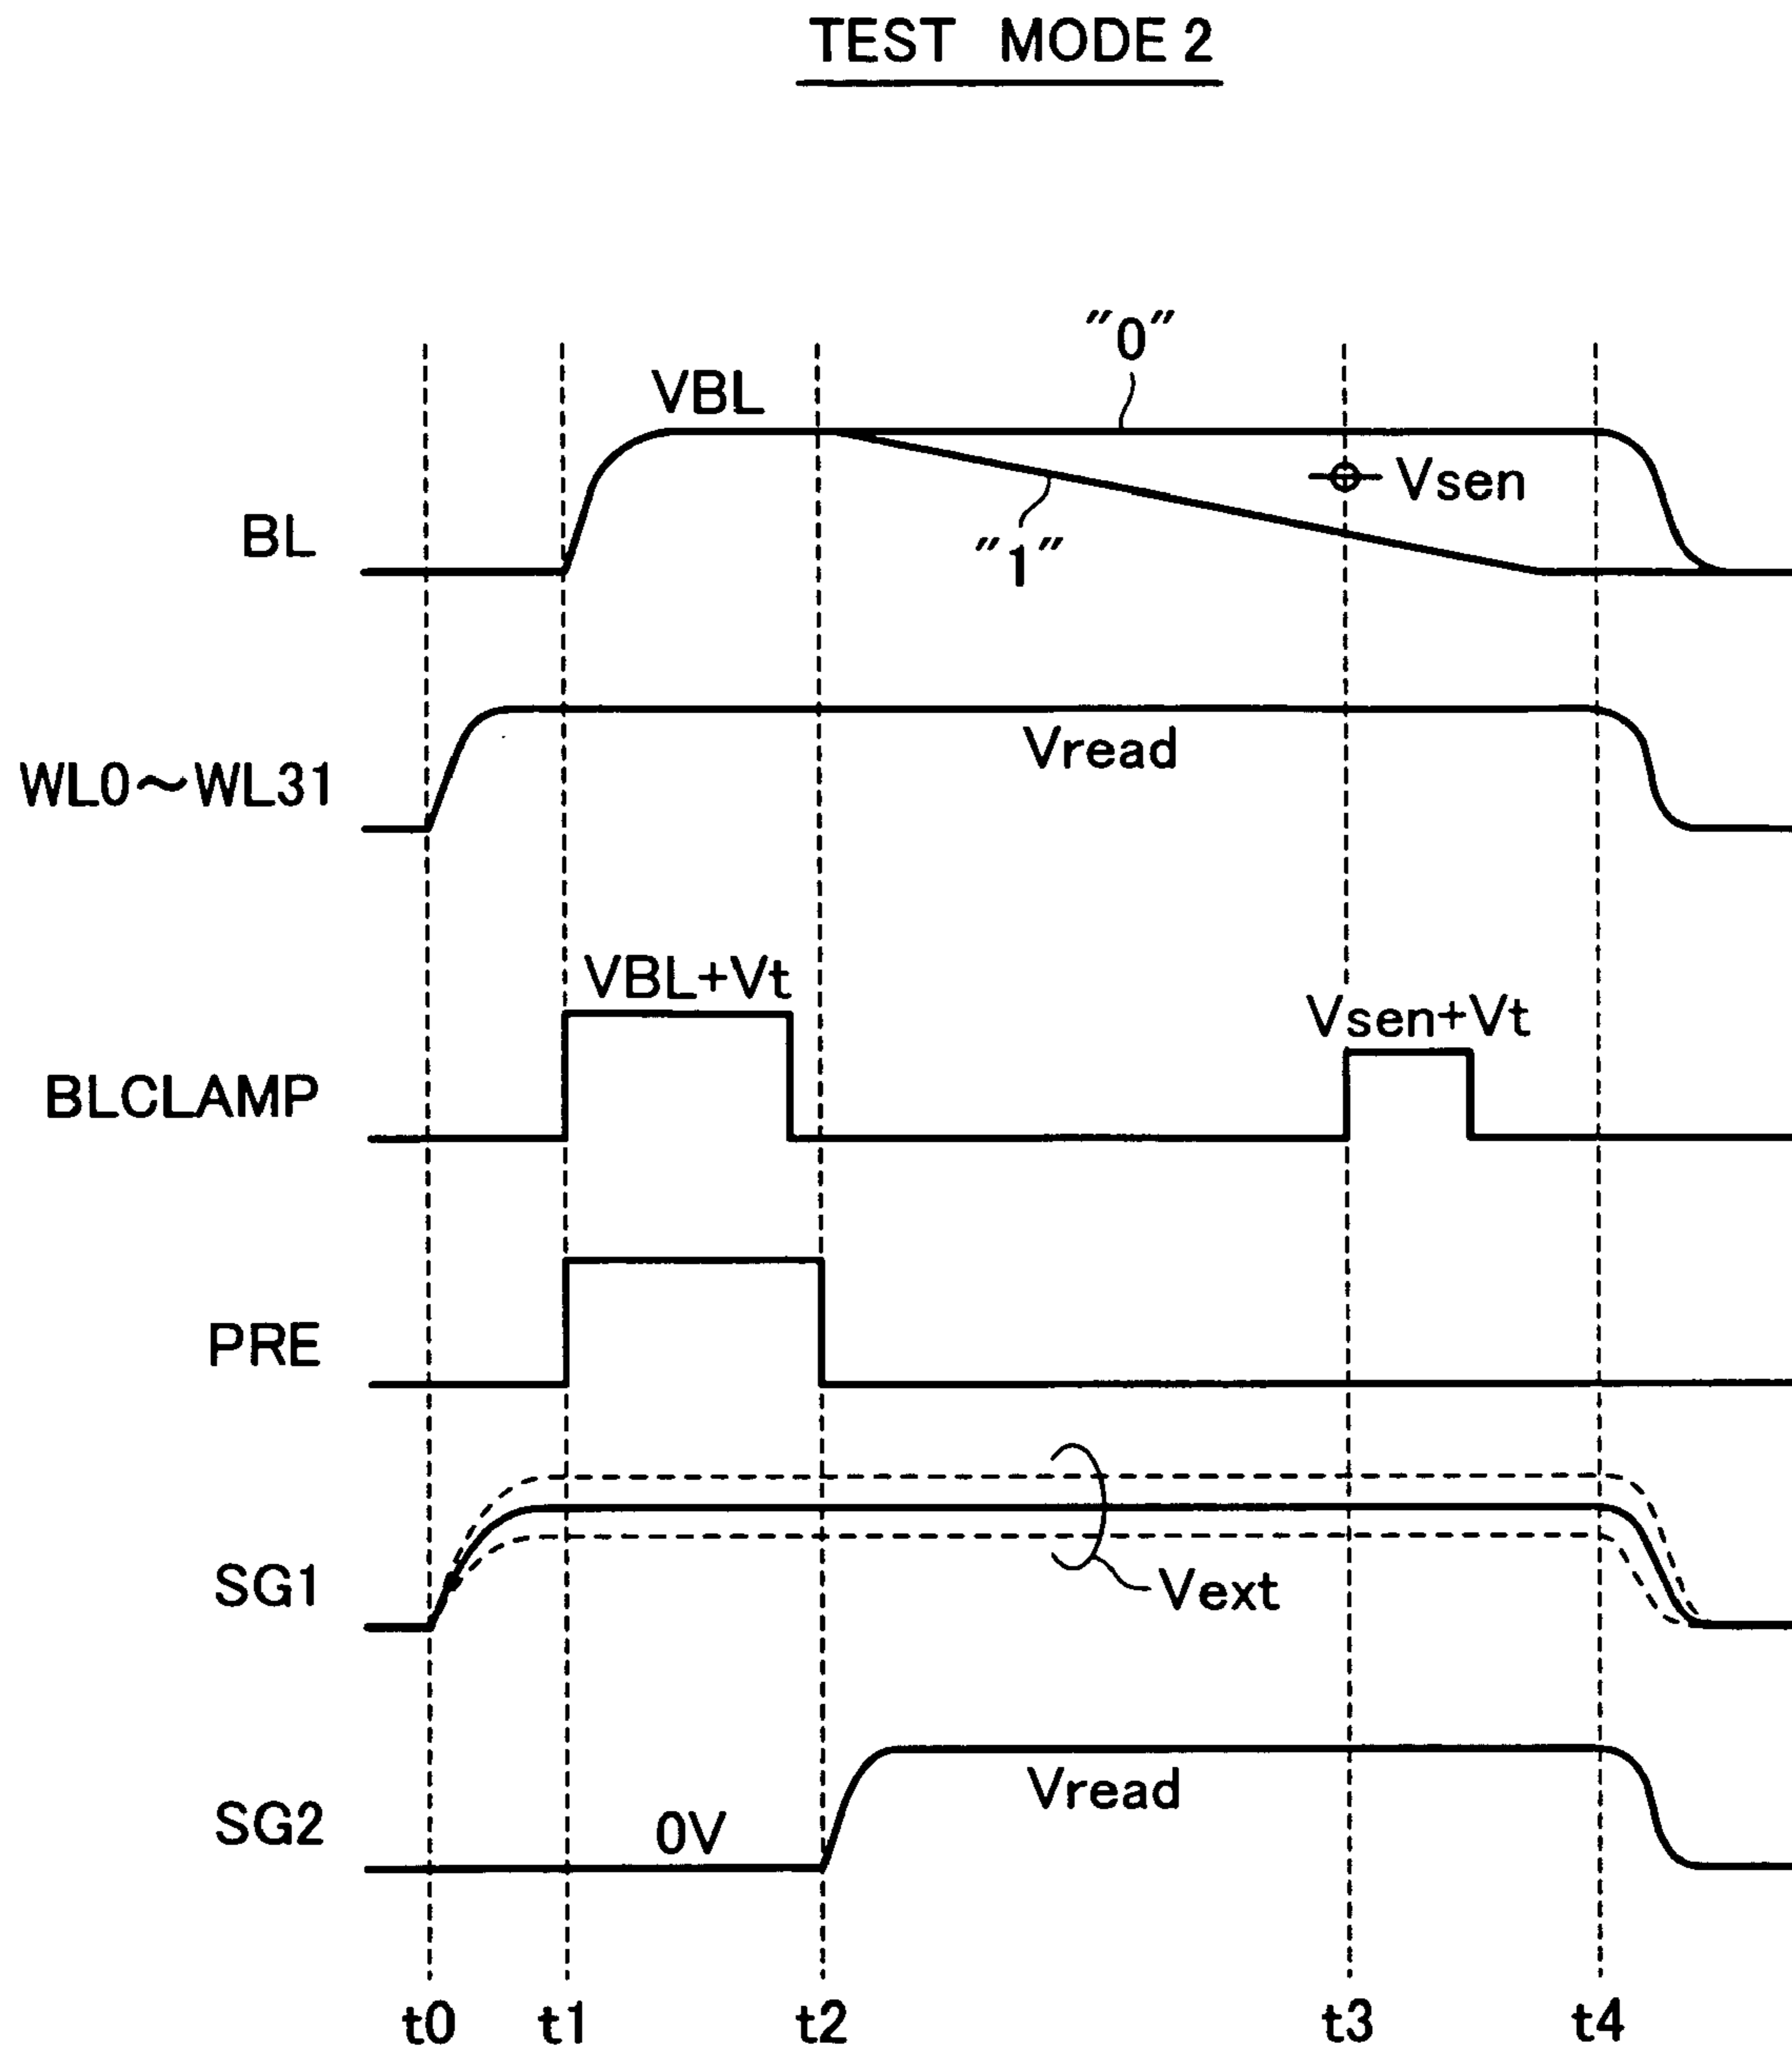 TEST MODE 2
"0"
VBL
Vsen
BL
"1"
Vread
WL0～WL31
VBL+Vt
Vsen+Vt
BLCLAMP
PRE
SG1
Vext
Vread
SG2
0V
t0 t1 t2 t3 t4